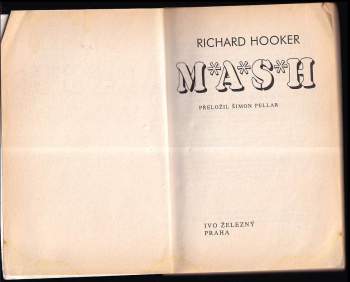 RICHARD HOOKER
M*A*S*H
PŘELOŽIL ŠIMON PELLAR
IVO ŽELEZNÝ
PRAHA